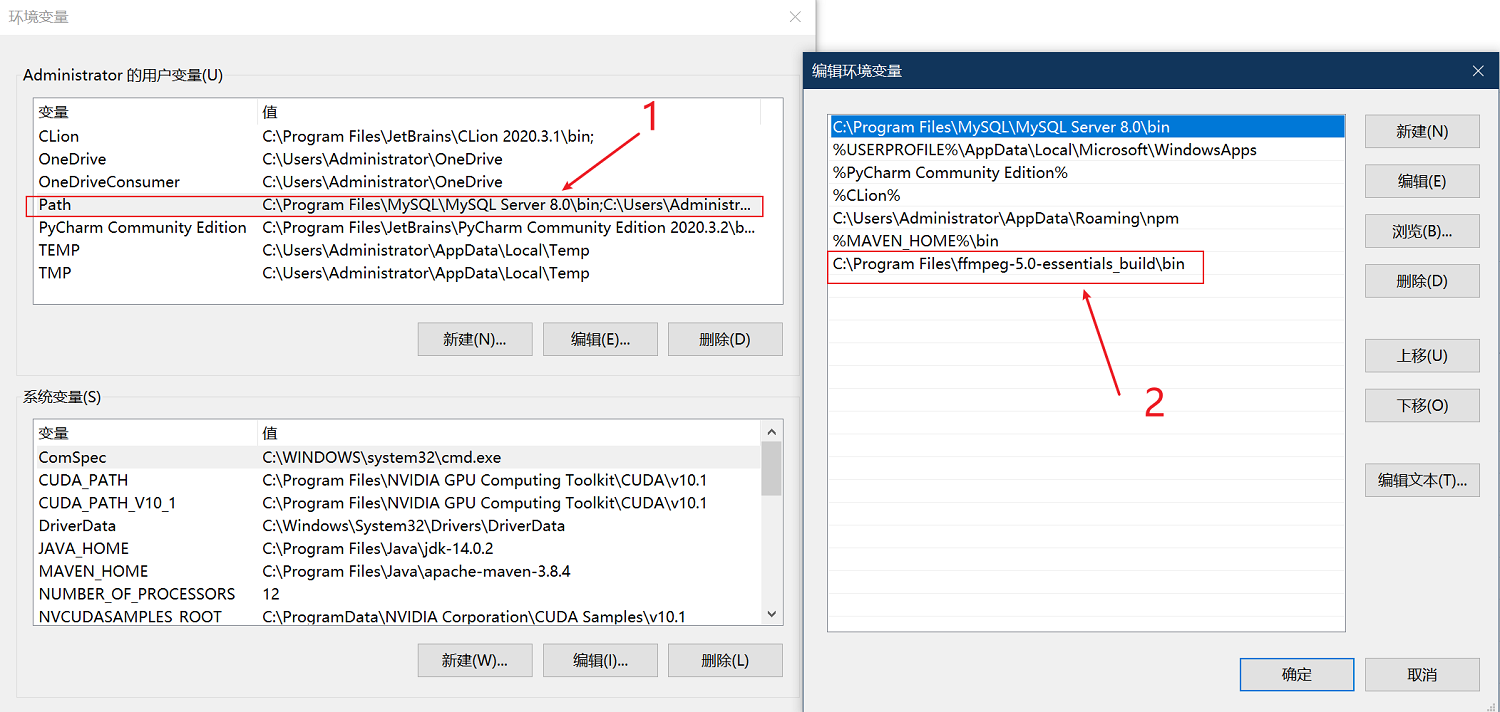 环境变量
Administrator 的用户变量(U)
变量 值
CLion C:\Program Files\JetBrains\CLion 2020.3.1\bin;
OneDrive C:\Users\Administrator\OneDrive
OneDriveConsumer C:\Users\Administrator\OneDrive
Path C:\Program Files\MySQL\MySQL Server 8.0\bin;C:\Users\Administr...
PyCharm Community Edition C:\Program Files\JetBrains\PyCharm Community Edition 2020.3.2\b...
TEMP C:\Users\Administrator\AppData\Local\Temp
TMP C:\Users\Administrator\AppData\Local\Temp
1
新建(N)... 编辑(E)... 删除(D)
系统变量(S)
变量 值
ComSpec C:\WINDOWS\system32\cmd.exe
CUDA_PATH C:\Program Files\NVIDIA GPU Computing Toolkit\CUDA\v10.1
CUDA_PATH_V10_1 C:\Program Files\NVIDIA GPU Computing Toolkit\CUDA\v10.1
DriverData C:\Windows\System32\Drivers\DriverData
JAVA_HOME C:\Program Files\Java\jdk-14.0.2
MAVEN_HOME C:\Program Files\Java\apache-maven-3.8.4
NUMBER_OF_PROCESSORS 12
NVCUDASAMPLES_ROOT C:\ProgramData\NVIDIA Corporation\CUDA Samples\v10.1
新建(W)... 编辑(I)... 删除(L)
编辑环境变量
C:\Program Files\MySQL\MySQL Server 8.0\bin
%USERPROFILE%\AppData\Local\Microsoft\WindowsApps
%PyCharm Community Edition%
%CLion%
C:\Users\Administrator\AppData\Roaming\npm
%MAVEN_HOME%\bin
C:\Program Files\ffmpeg-5.0-essentials_build\bin
2
新建(N)
编辑(E)
浏览(B)...
删除(D)
上移(U)
下移(O)
编辑文本(T)...
确定 取消